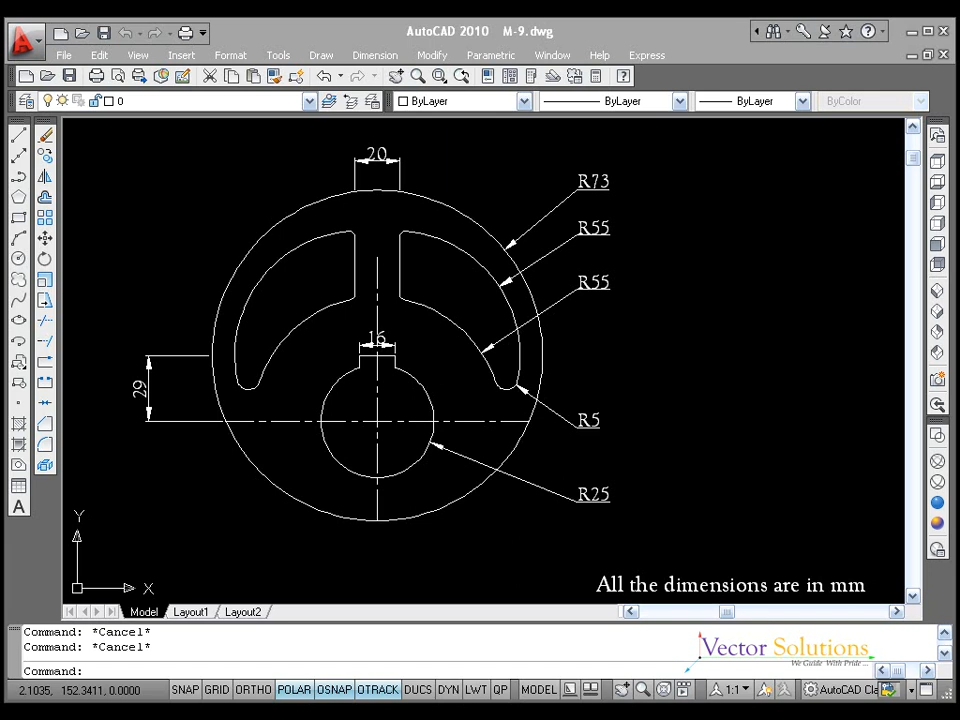 AutoCAD 2010 M-9.dwg
File Edit View Insert Format Tools Draw Dimension Modify Parametric Window Help Express
0 ByLayer ByLayer ByLayer ByColor
20
R73
R55
R55
16
29
R5
R25
Y
X
All the dimensions are in mm
Model Layout1 Layout2
Command: *Cancel*
Command: *Cancel*
Command:
Vector Solutions
We Guide With Pride ...
2.1035, 152.3411, 0.0000 SNAP GRID ORTHO POLAR OSNAP OTRACK DUCS DYN LWT QP MODEL 1:1 AutoCAD Cla